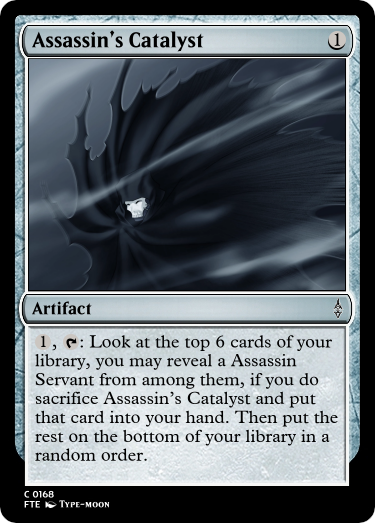 Assassin's Catalyst 1
Artifact
1, : Look at the top 6 cards of your
library, you may reveal a Assassin
Servant from among them, if you do
sacrifice Assassin's Catalyst and put
that card into your hand. Then put the
rest on the bottom of your library in a
random order.
C 0168
FTE Type-moon